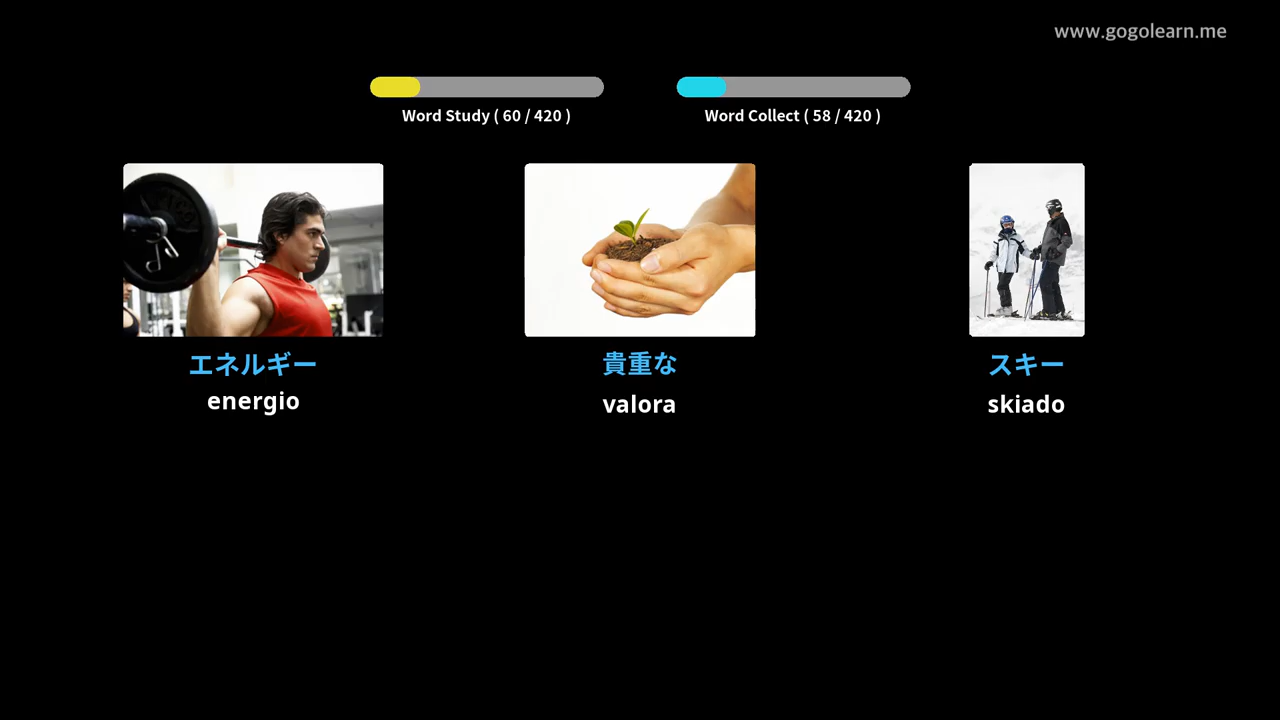 www.gogolearn.me
Word Study ( 60 / 420 )
Word Collect ( 58 / 420 )
エネルギー
energio
貴重な
valora
スキー
skiado